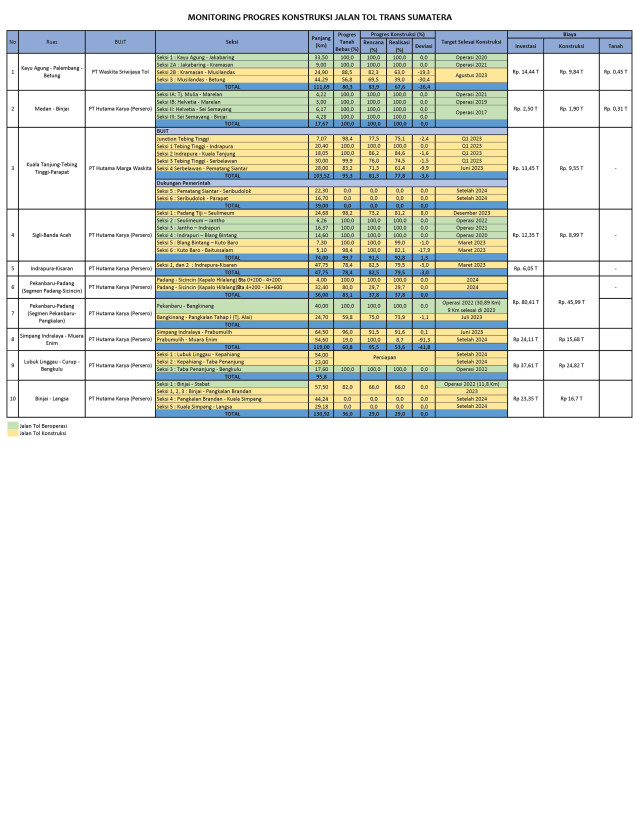 MONITORING PROGRES KONSTRUKSI JALAN TOL TRANS SUMATERA
No Ruas BUJT Seksi Panjang (km) Progres Tanah Bebas (%) Progres Konstruksi (%) Target Selesai Konstruksi Biaya
Rencana (%) Realisasi (%) Deviasi Investasi Konstruksi Tanah
1 Kayu Agung - Palembang - Betung PT Waskita Sriwijaya Tol Rp. 14,44 T Rp. 9,84 T Rp. 0,45 T
Seksi 1 : Kayu Agung - Jakabaring 33,50 100,0 100,0 100,0 0,0 Operasi 2020
Seksi 2A : Jakabaring - Kramasan 9,00 100,0 100,0 100,0 0,0 Operasi 2021
Seksi 2B : Kramasan - Musilandas 24,90 88,5 82,3 63,0 -19,3 Agustus 2023
Seksi 3 : Musilandas - Betung 44,29 56,8 69,5 39,0 -30,4
TOTAL 111,69 80,3 83,9 67,6 -16,4
2 Medan - Binjai PT Hutama Karya (Persero) Rp. 2,50 T Rp. 1,90 T Rp. 0,31 T
Seksi IA: Tj. Mulia - Marelan 4,22 100,0 100,0 100,0 0,0 Operasi 2021
Seksi IB: Helvetia - Marelan 3,00 100,0 100,0 100,0 0,0 Operasi 2019
Seksi II: Helvetia - Sei Semayang 6,17 100,0 100,0 100,0 0,0 Operasi 2017
Seksi III: Sei Semayang - Binjai 4,28 100,0 100,0 100,0 0,0
TOTAL 17,67 100,0 100,0 100,0 0,0
3 Kuala Tanjung-Tebing Tinggi-Parapat PT Hutama Marga Waskita Rp. 13,45 T Rp. 9,55 T -
BUJT
Junction Tebing Tinggi 7,07 98,4 77,5 75,1 -2,4 Q1 2023
Seksi 1 Tebing Tinggi - Indrapura 20,40 100,0 100,0 100,0 0,0 Q1 2023
Seksi 2 Indrapura - Kuala Tanjung 18,05 100,0 86,2 84,6 -1,6 Q1 2023
Seksi 3 Tebing Tinggi - Serbelawan 30,00 99,9 76,0 74,5 -1,5 Q1 2023
Seksi 4 Serbelawan - Pematang Siantar 28,00 83,2 71,3 61,4 -9,9 Juni 2023
TOTAL 103,52 95,3 81,3 77,8 -3,6
Dukungan Pemerintah
Seksi 5 : Pematang Siantar - Seribudolok 22,30 0,0 0,0 0,0 0,0 Setelah 2024
Seksi 6 : Seribudolok - Parapat 16,70 0,0 0,0 0,0 0,0 Setelah 2024
TOTAL 39,00 0,0 0,0 0,0 0,0
4 Sigli-Banda Aceh PT Hutama Karya (Persero) Rp. 12,35 T Rp. 8,99 T -
Seksi 1 : Padang Tiji – Seulimeum 24,68 98,2 73,2 81,2 8,0 Desember 2023
Seksi 2 : Seulimeum – Jantho 6,26 100,0 100,0 100,0 0,0 Operasi 2022
Seksi 3 : Jantho – Indrapuri 16,37 100,0 100,0 100,0 0,0 Operasi 2021
Seksi 4 : Indrapuri – Blang Bintang 14,60 100,0 100,0 100,0 0,0 Operasi 2020
Seksi 5 : Blang Bintang – Kuto Baro 7,30 100,0 100,0 99,0 -1,0 Maret 2023
Seksi 6 : Kuto Baro - Baitussalam 5,10 98,4 100,0 82,1 -17,9 Maret 2023
TOTAL 74,00 99,7 91,5 92,8 1,3
5 Indrapura-Kisaran PT Hutama Karya (Persero) Rp. 6,05 T -
Seksi 1, dan 2 : Indrapura-Kisaran 47,75 78,4 82,5 79,5 -3,0 Maret 2023
TOTAL 47,75 78,4 82,5 79,5 -3,0
6 Pekanbaru-Padang (Segmen Padang-Sicincin) PT Hutama Karya (Persero) -
Padang - Sicincin (Kapalo Hilalang) Sta 0+200 - 4+200 4,00 100,0 100,0 100,0 0,0 2024
Padang - Sicincin (Kapalo Hilalang) Sta 4+200 - 36+600 32,40 80,0 29,7 29,7 0,0 2024
TOTAL 36,00 83,2 37,8 37,8 0,0
7 Pekanbaru-Padang (Segmen Pekanbaru-Pangkalan) PT Hutama Karya (Persero) Rp. 80,41 T Rp. 45,99 T
Pekanbaru - Bangkinang 40,00 100,0 100,0 100,0 0,0 Operasi 2022 (30,89 Km) 9 Km selesai di 2023
Bangkinang - Pangkalan Tahap I (Tj. Alai) 24,70 59,8 75,0 73,9 -1,1 Juli 2023
TOTAL
8 Simpang Indralaya - Muara Enim PT Hutama Karya (Persero) Rp 24,11 T Rp 15,68 T -
Simpang Indralaya - Prabumulih 64,50 96,0 91,5 91,6 0,1 Juni 2023
Prabumulih - Muara Enim 54,60 19,0 100,0 8,7 -91,3 Setelah 2024
TOTAL 119,00 60,8 95,5 53,6 -41,8
9 Lubuk Linggau - Curup - Bengkulu PT Hutama Karya (Persero) Rp 37,61 T Rp 24,82 T -
Seksi 1 : Lubuk Linggau - Kepahiang 54,00 Persiapan Setelah 2024
Seksi 2 : Kepahiang - Taba Penanjung 23,00 Setelah 2024
Seksi 3 : Taba Penanjung - Bengkulu 17,60 100,0 100,0 100,0 0,0 Operasi 2022
TOTAL 95,8
10 Binjai - Langsa PT Hutama Karya (Persero) Rp 23,35 T Rp 16,7 T -
Seksi 1 : Binjai - Stabat 57,50 82,0 66,0 66,0 0,0 Operasi 2022 (11,8 Km)
Seksi 1, 2, 3 : Binjai - Pangkalan Brandan 2023
Seksi 4 : Pangkalan Brandan - Kuala Simpang 44,24 0,0 0,0 0,0 0,0 Setelah 2024
Seksi 5 : Kuala Simpang - Langsa 29,18 0,0 0,0 0,0 0,0 Setelah 2024
TOTAL 130,92 36,0 29,0 29,0 0,0
Jalan Tol Beroperasi
Jalan Tol Konstruksi